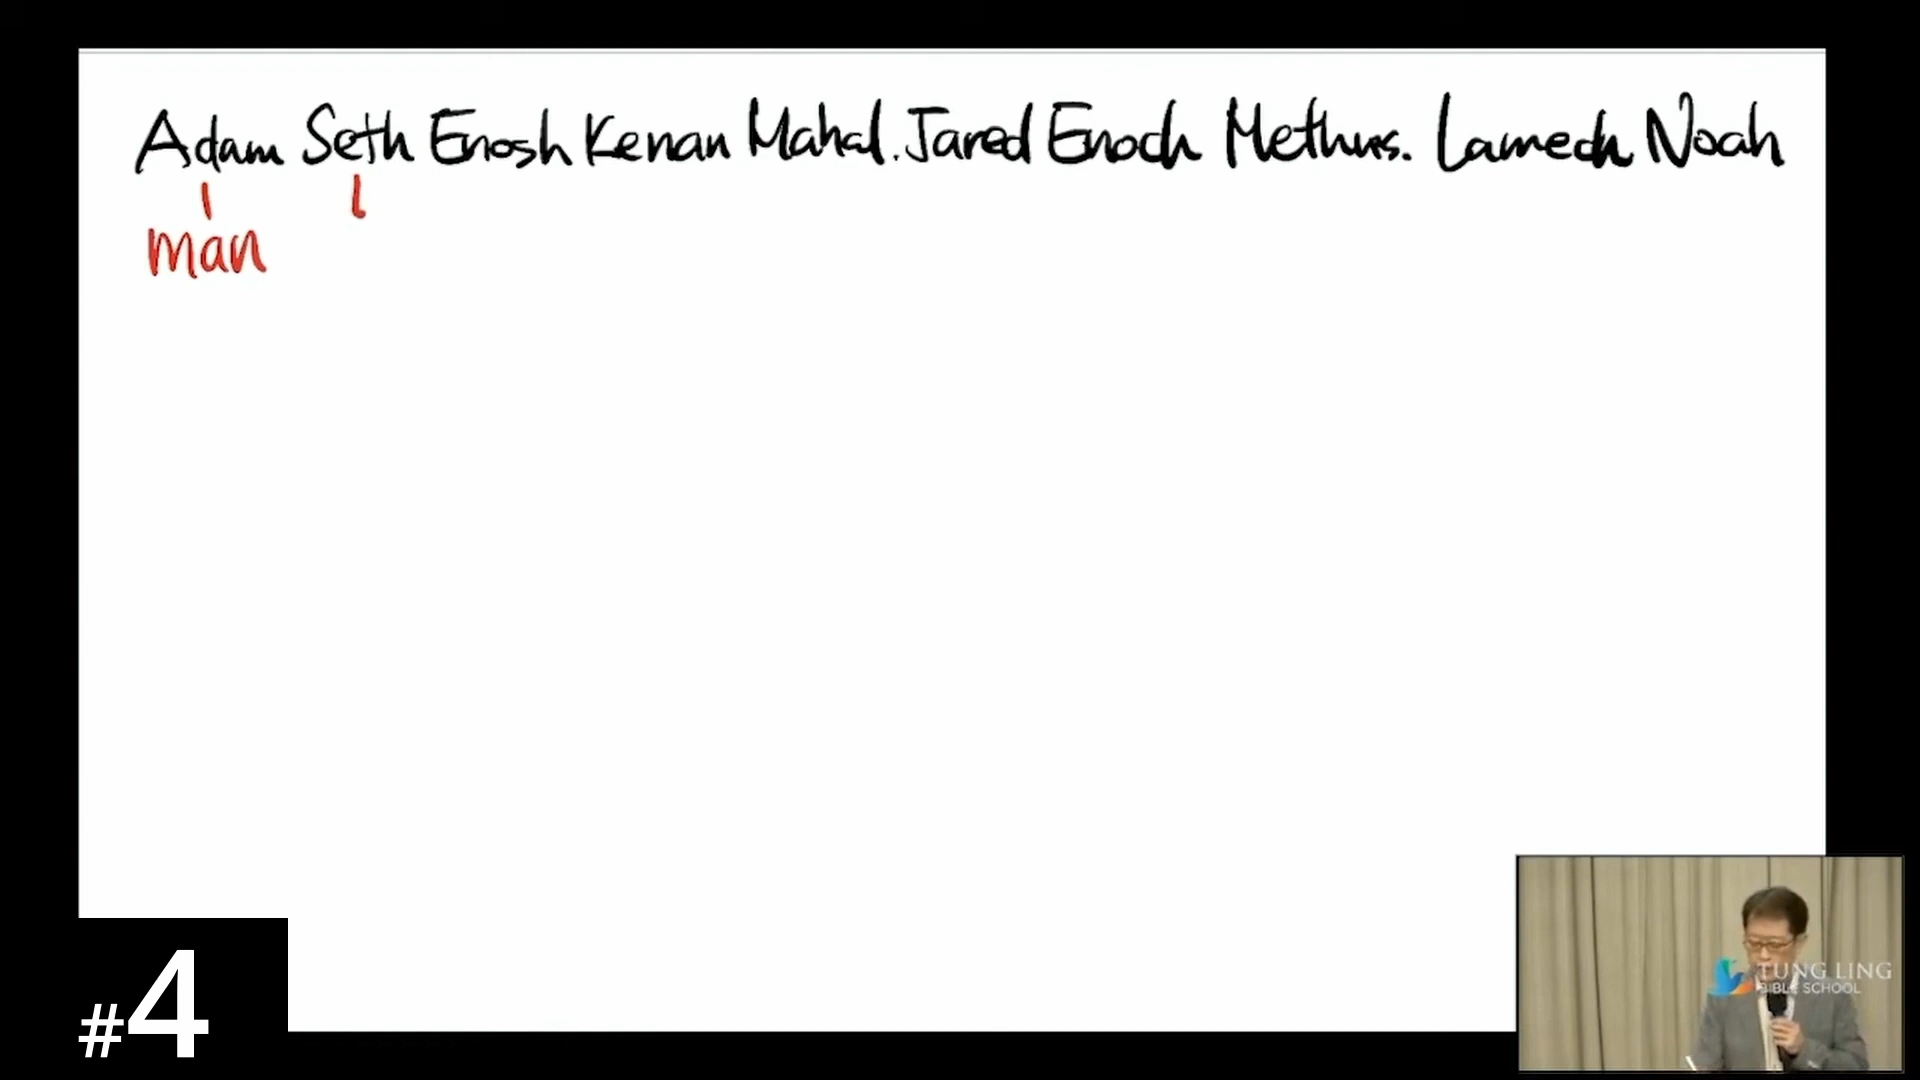 Adam Seth Enosh Kenan Mahal. Jared Enoch Methus. Lamech Noah
man
#4
TUNG LING
BIBLE SCHOOL